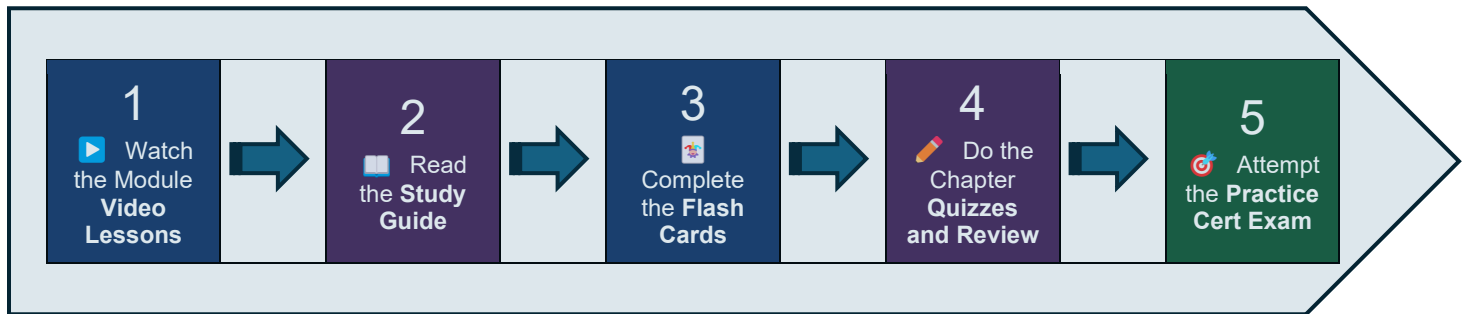 1
Watch
the Module
Video
Lessons
2
Read
the Study
Guide
3
Complete
the Flash
Cards
4
Do the
Chapter
Quizzes
and Review
5
Attempt
the Practice
Cert Exam